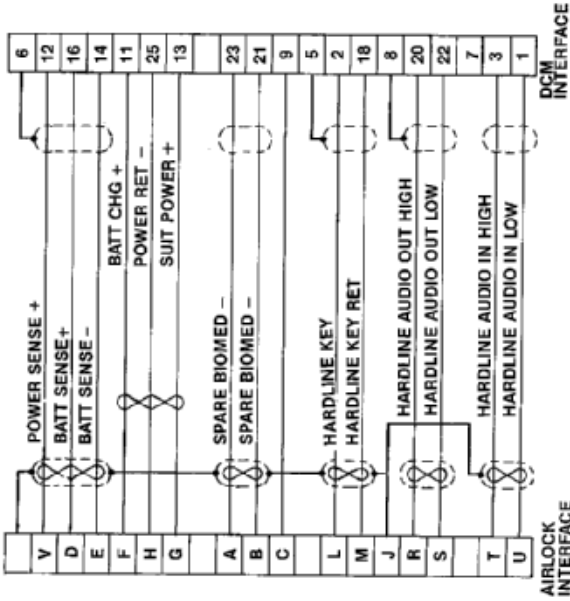 6
12
16
14
11
25
13
23
21
9
5
2
18
8
20
22
7
3
1
DCM
INTERFACE
POWER SENSE +
BATT SENSE+
BATT SENSE-
BATT CHG +
POWER RET -
SUIT POWER +
SPARE BIOMED -
SPARE BIOMED -
HARDLINE KEY
HARDLINE KEY RET
HARDLINE AUDIO OUT HIGH
HARDLINE AUDIO OUT LOW
HARDLINE AUDIO IN HIGH
HARDLINE AUDIO IN LOW
V
D
E
F
H
G
A
B
C
L
M
J
R
S
T
U
AIRLOCK
INTERFACE